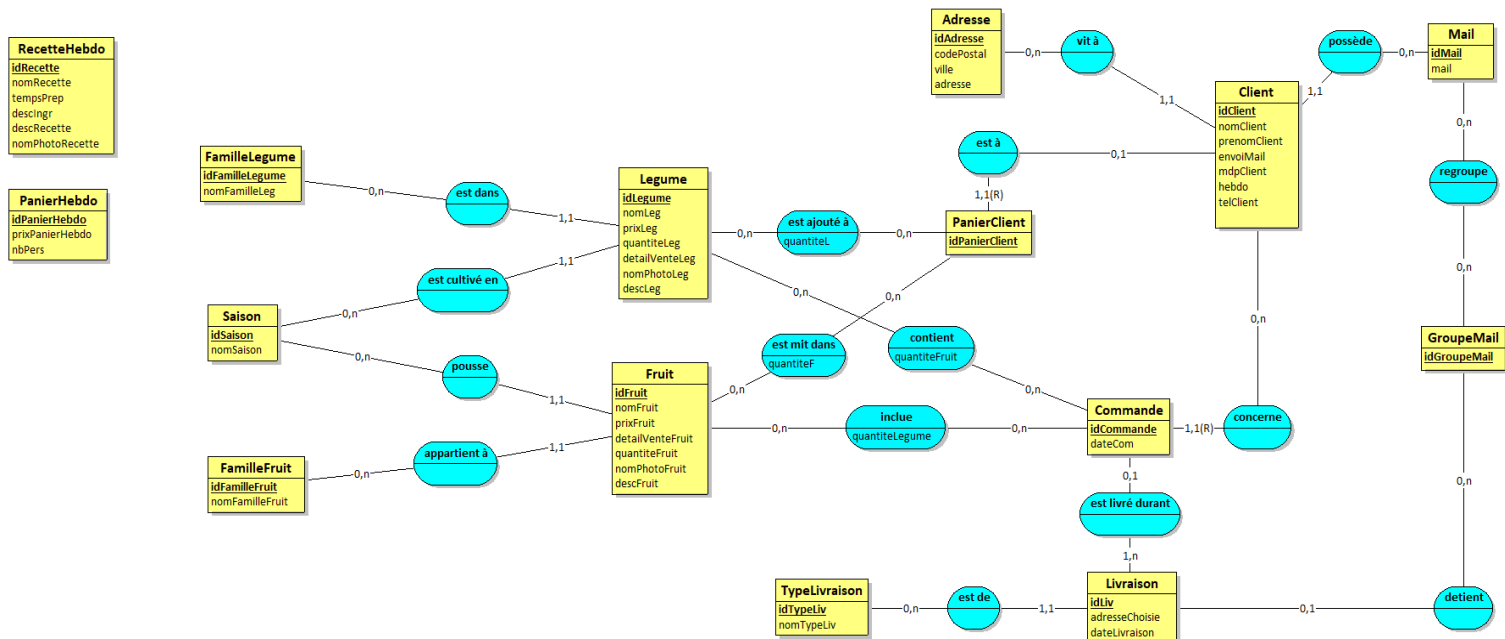 RecetteHebdo
idRecette
nomRecette
tempsPrep
descIngr
descRecette
nomPhotoRecette
PanierHebdo
idPanierHebdo
prixPanierHebdo
nbPers
FamilleLegume
idFamilleLegume
nomFamilleLeg
0,n
est dans
1,1
Saison
idSaison
nomSaison
0,n
est cultivé en
1,1
0,n
pousse
1,1
FamilleFruit
idFamilleFruit
nomFamilleFruit
0,n
appartient à
1,1
Legume
idLegume
nomLeg
prixLeg
quantiteLeg
detailVenteLeg
nomPhotoLeg
descLeg
Fruit
idFruit
nomFruit
prixFruit
detailVenteFruit
quantiteFruit
nomPhotoFruit
descFruit
0,n
est ajouté à
quantiteL
0,n
0,n
est mit dans
quantiteF
0,n
0,n
contient
quantiteFruit
0,n
0,n
inclue
quantiteLegume
0,n
PanierClient
idPanierClient
1,1(R)
est à
0,1
Adresse
idAdresse
codePostal
ville
adresse
0,n
vit à
1,1
Client
idClient
nomClient
prenomClient
envoiMail
mdpClient
hebdo
telClient
1,1
possède
0,n
Mail
idMail
mail
0,n
regroupe
0,n
GroupeMail
idGroupeMail
0,n
detient
0,1
0,n
concerne
1,1(R)
Commande
idCommande
dateCom
0,1
est livré durant
1,n
Livraison
idLiv
adresseChoisie
dateLivraison
1,1
est de
0,n
TypeLivraison
idTypeLiv
nomTypeLiv